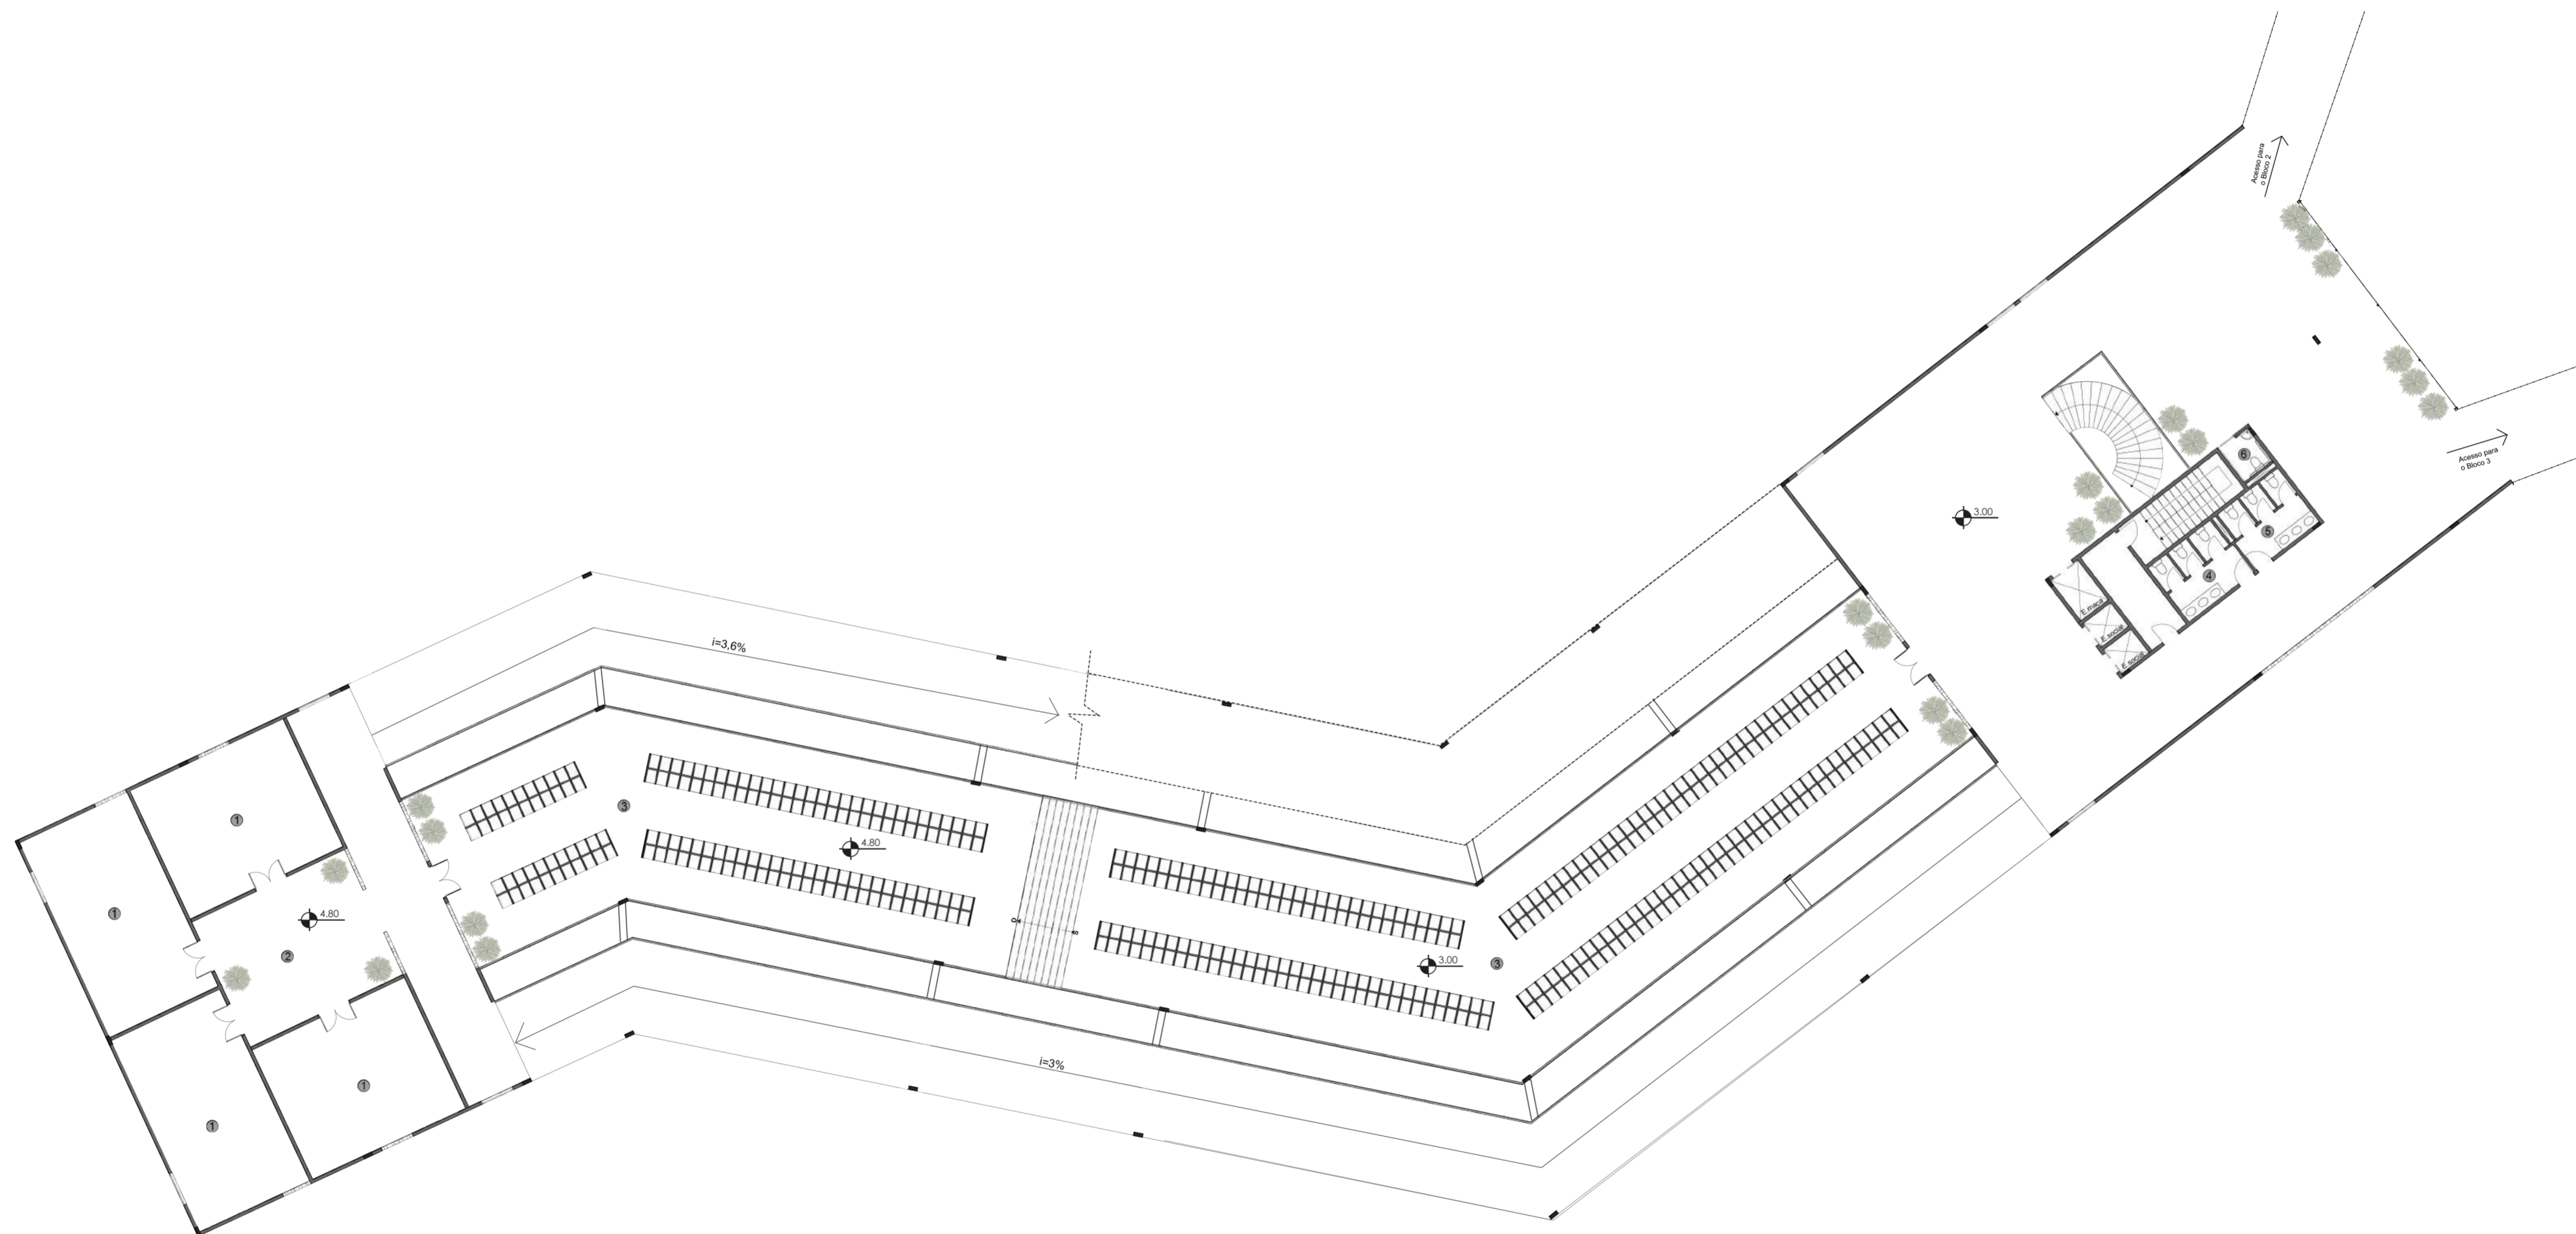 Acesso para
o Bloco 2
Acesso para
o Bloco 3
6
5
4
3.00
E. maca
E. social
E. social
i=3,6%
3
1
4.80
1
4.80
2
D
S
3.00
3
1
1
i=3%